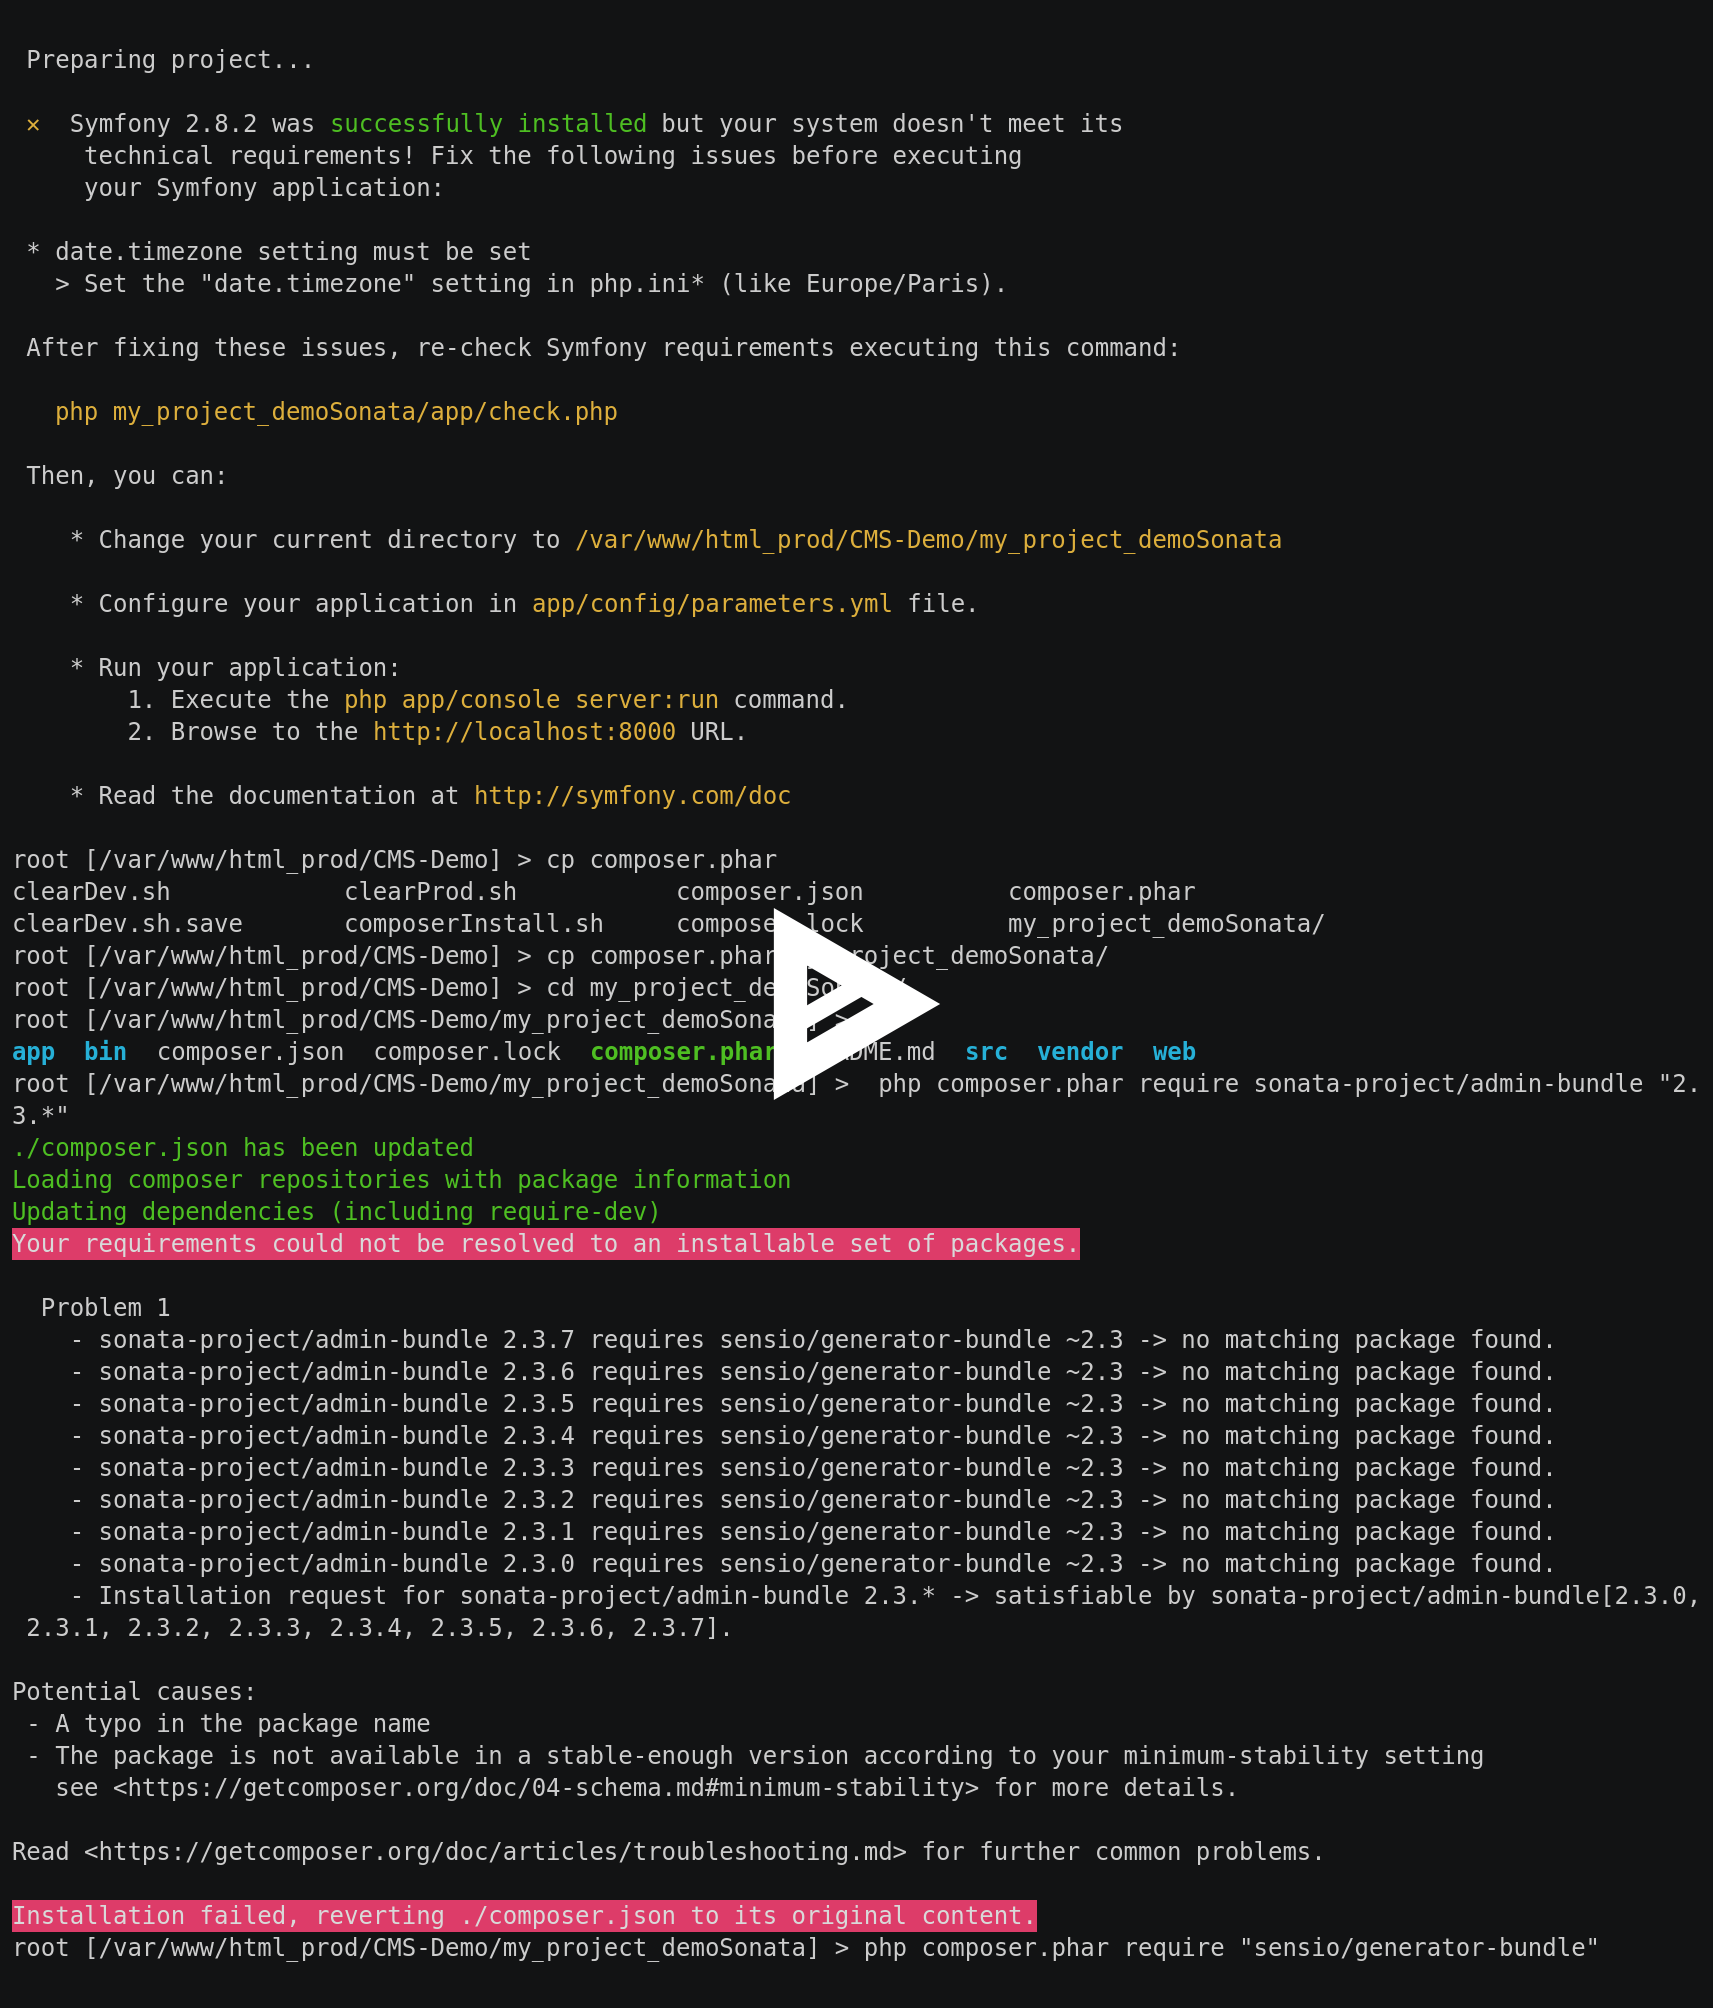 Preparing project...
✕  Symfony 2.8.2 was successfully installed but your system doesn't meet its
technical requirements! Fix the following issues before executing
your Symfony application:
* date.timezone setting must be set
> Set the "date.timezone" setting in php.ini* (like Europe/Paris).
After fixing these issues, re-check Symfony requirements executing this command:
php my_project_demoSonata/app/check.php
Then, you can:
* Change your current directory to /var/www/html_prod/CMS-Demo/my_project_demoSonata
* Configure your application in app/config/parameters.yml file.
* Run your application:
1. Execute the php app/console server:run command.
2. Browse to the http://localhost:8000 URL.
* Read the documentation at http://symfony.com/doc
root [/var/www/html_prod/CMS-Demo] > cp composer.phar
clearDev.sh            clearProd.sh           composer.json          composer.phar
clearDev.sh.save       composerInstall.sh     composer.lock          my_project_demoSonata/
root [/var/www/html_prod/CMS-Demo] > cp composer.phar my_project_demoSonata/
root [/var/www/html_prod/CMS-Demo] > cd my_project_demoSonata/
root [/var/www/html_prod/CMS-Demo/my_project_demoSonata] >
app  bin  composer.json  composer.lock  composer.phar  README.md  src  vendor  web
root [/var/www/html_prod/CMS-Demo/my_project_demoSonata] >  php composer.phar require sonata-project/admin-bundle "2.
3.*"
./composer.json has been updated
Loading composer repositories with package information
Updating dependencies (including require-dev)
Your requirements could not be resolved to an installable set of packages.
Problem 1
- sonata-project/admin-bundle 2.3.7 requires sensio/generator-bundle ~2.3 -> no matching package found.
- sonata-project/admin-bundle 2.3.6 requires sensio/generator-bundle ~2.3 -> no matching package found.
- sonata-project/admin-bundle 2.3.5 requires sensio/generator-bundle ~2.3 -> no matching package found.
- sonata-project/admin-bundle 2.3.4 requires sensio/generator-bundle ~2.3 -> no matching package found.
- sonata-project/admin-bundle 2.3.3 requires sensio/generator-bundle ~2.3 -> no matching package found.
- sonata-project/admin-bundle 2.3.2 requires sensio/generator-bundle ~2.3 -> no matching package found.
- sonata-project/admin-bundle 2.3.1 requires sensio/generator-bundle ~2.3 -> no matching package found.
- sonata-project/admin-bundle 2.3.0 requires sensio/generator-bundle ~2.3 -> no matching package found.
- Installation request for sonata-project/admin-bundle 2.3.* -> satisfiable by sonata-project/admin-bundle[2.3.0,
2.3.1, 2.3.2, 2.3.3, 2.3.4, 2.3.5, 2.3.6, 2.3.7].
Potential causes:
- A typo in the package name
- The package is not available in a stable-enough version according to your minimum-stability setting
see <https://getcomposer.org/doc/04-schema.md#minimum-stability> for more details.
Read <https://getcomposer.org/doc/articles/troubleshooting.md> for further common problems.
Installation failed, reverting ./composer.json to its original content.
root [/var/www/html_prod/CMS-Demo/my_project_demoSonata] > php composer.phar require "sensio/generator-bundle"